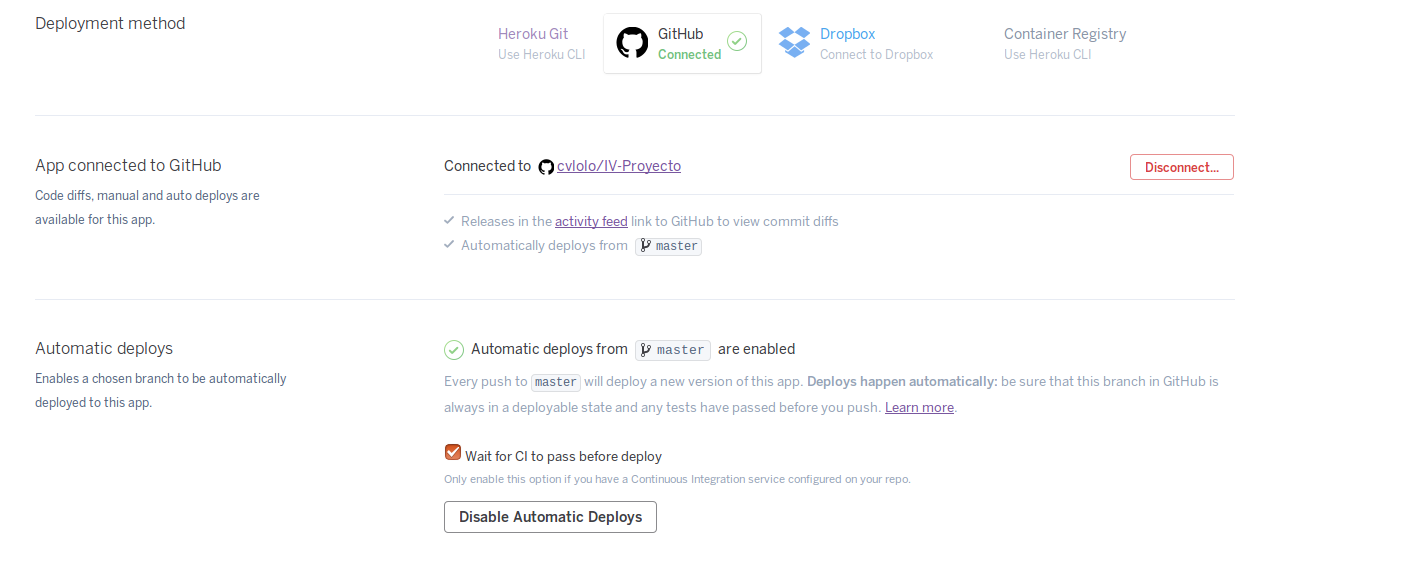 Deployment method
Heroku Git
Use Heroku CLI
GitHub
Connected
Dropbox
Connect to Dropbox
Container Registry
Use Heroku CLI
App connected to GitHub
Code diffs, manual and auto deploys are
available for this app.
Connected to cvlolo/IV-Proyecto
Disconnect...
Releases in the activity feed link to GitHub to view commit diffs
Automatically deploys from master
Automatic deploys
Enables a chosen branch to be automatically
deployed to this app.
Automatic deploys from master are enabled
Every push to master will deploy a new version of this app. Deploys happen automatically: be sure that this branch in GitHub is
always in a deployable state and any tests have passed before you push. Learn more.
Wait for CI to pass before deploy
Only enable this option if you have a Continuous Integration service configured on your repo.
Disable Automatic Deploys